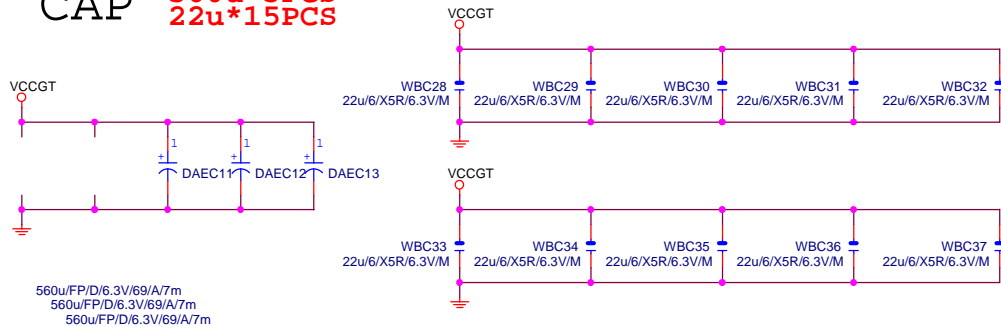 CAP
22u*15PCS
VCCGT
1 1 1
+ + +
DAEC11 DAEC12 DAEC13
560u/FP/D/6.3V/69/A/7m
560u/FP/D/6.3V/69/A/7m
560u/FP/D/6.3V/69/A/7m
VCCGT
WBC28 WBC29 WBC30 WBC31 WBC32
22u/6/X5R/6.3V/M 22u/6/X5R/6.3V/M 22u/6/X5R/6.3V/M 22u/6/X5R/6.3V/M 22u/6/X5R/6.3V/M
VCCGT
WBC33 WBC34 WBC35 WBC36 WBC37
22u/6/X5R/6.3V/M 22u/6/X5R/6.3V/M 22u/6/X5R/6.3V/M 22u/6/X5R/6.3V/M 22u/6/X5R/6.3V/M